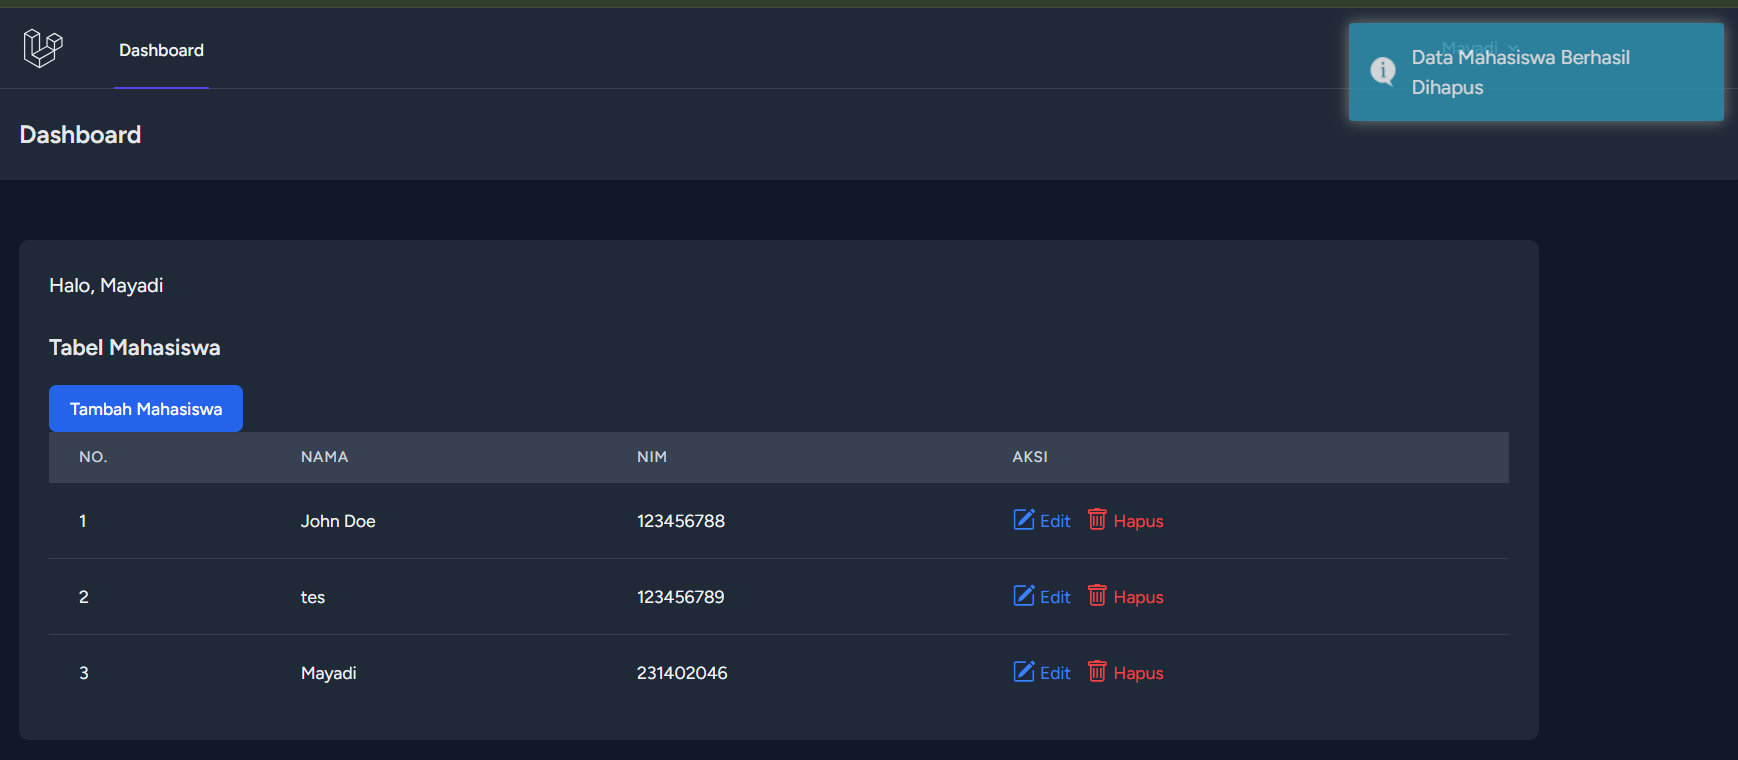 Dashboard
Mayadi
Data Mahasiswa Berhasil
Dihapus
Dashboard
Halo, Mayadi
Tabel Mahasiswa
Tambah Mahasiswa
NO. NAMA NIM AKSI
1 John Doe 123456788 Edit Hapus
2 tes 123456789 Edit Hapus
3 Mayadi 231402046 Edit Hapus